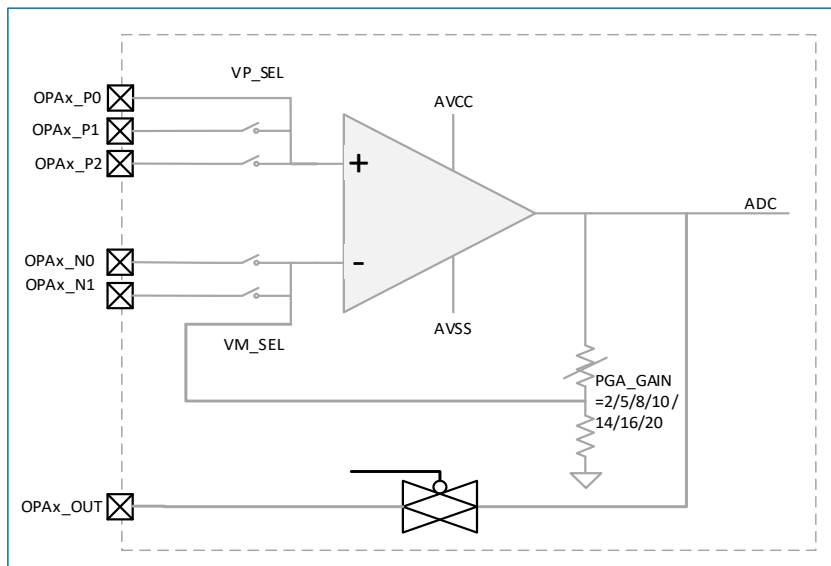 VP_SEL
OPAx_P0
AVCC
OPAx_P1
OPAx_P2
+
ADC
OPAx_N0
-
OPAx_N1
AVSS
VM_SEL
PGA_GAIN
=2/5/8/10/
14/16/20
OPAx_OUT